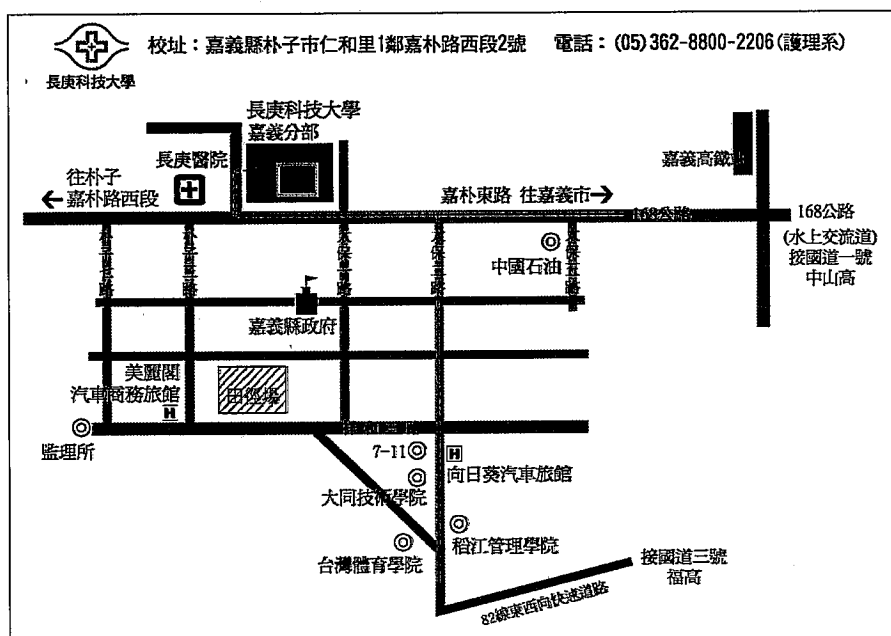 校址：嘉義縣朴子市仁和里1鄰嘉朴路西段2號　電話：(05)362-8800-2206(護理系)
長庚科技大學
長庚科技大學
嘉義分部
長庚醫院
嘉義高鐵站
往朴子
嘉朴路西段
嘉朴東路 往嘉義市
168公路
168公路
(水上交流道)
接國道一號
中山高
中國石油
嘉義縣政府
美麗閣
汽車商務旅館
H
田徑場
監理所
7-11
H
向日葵汽車旅館
大同技術學院
稻江管理學院
台灣體育學院
接國道三號
福高
82線東西向快速道路